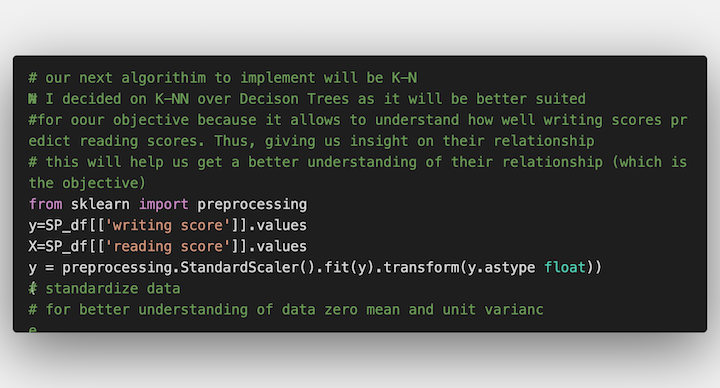 # our next algorithim to implement will be K-N
# I decided on K-NN over Decison Trees as it will be better suited
#for oour objective because it allows to understand how well writing scores pr
edict reading scores. Thus, giving us insight on their relationship
# this will help us get a better understanding of their relationship (which is
the objective)
from sklearn import preprocessing
y=SP_df[['writing score']].values
X=SP_df[['reading score']].values
y = preprocessing.StandardScaler().fit(y).transform(y.astype float))
# standardize data
# for better understanding of data zero mean and unit varianc
e